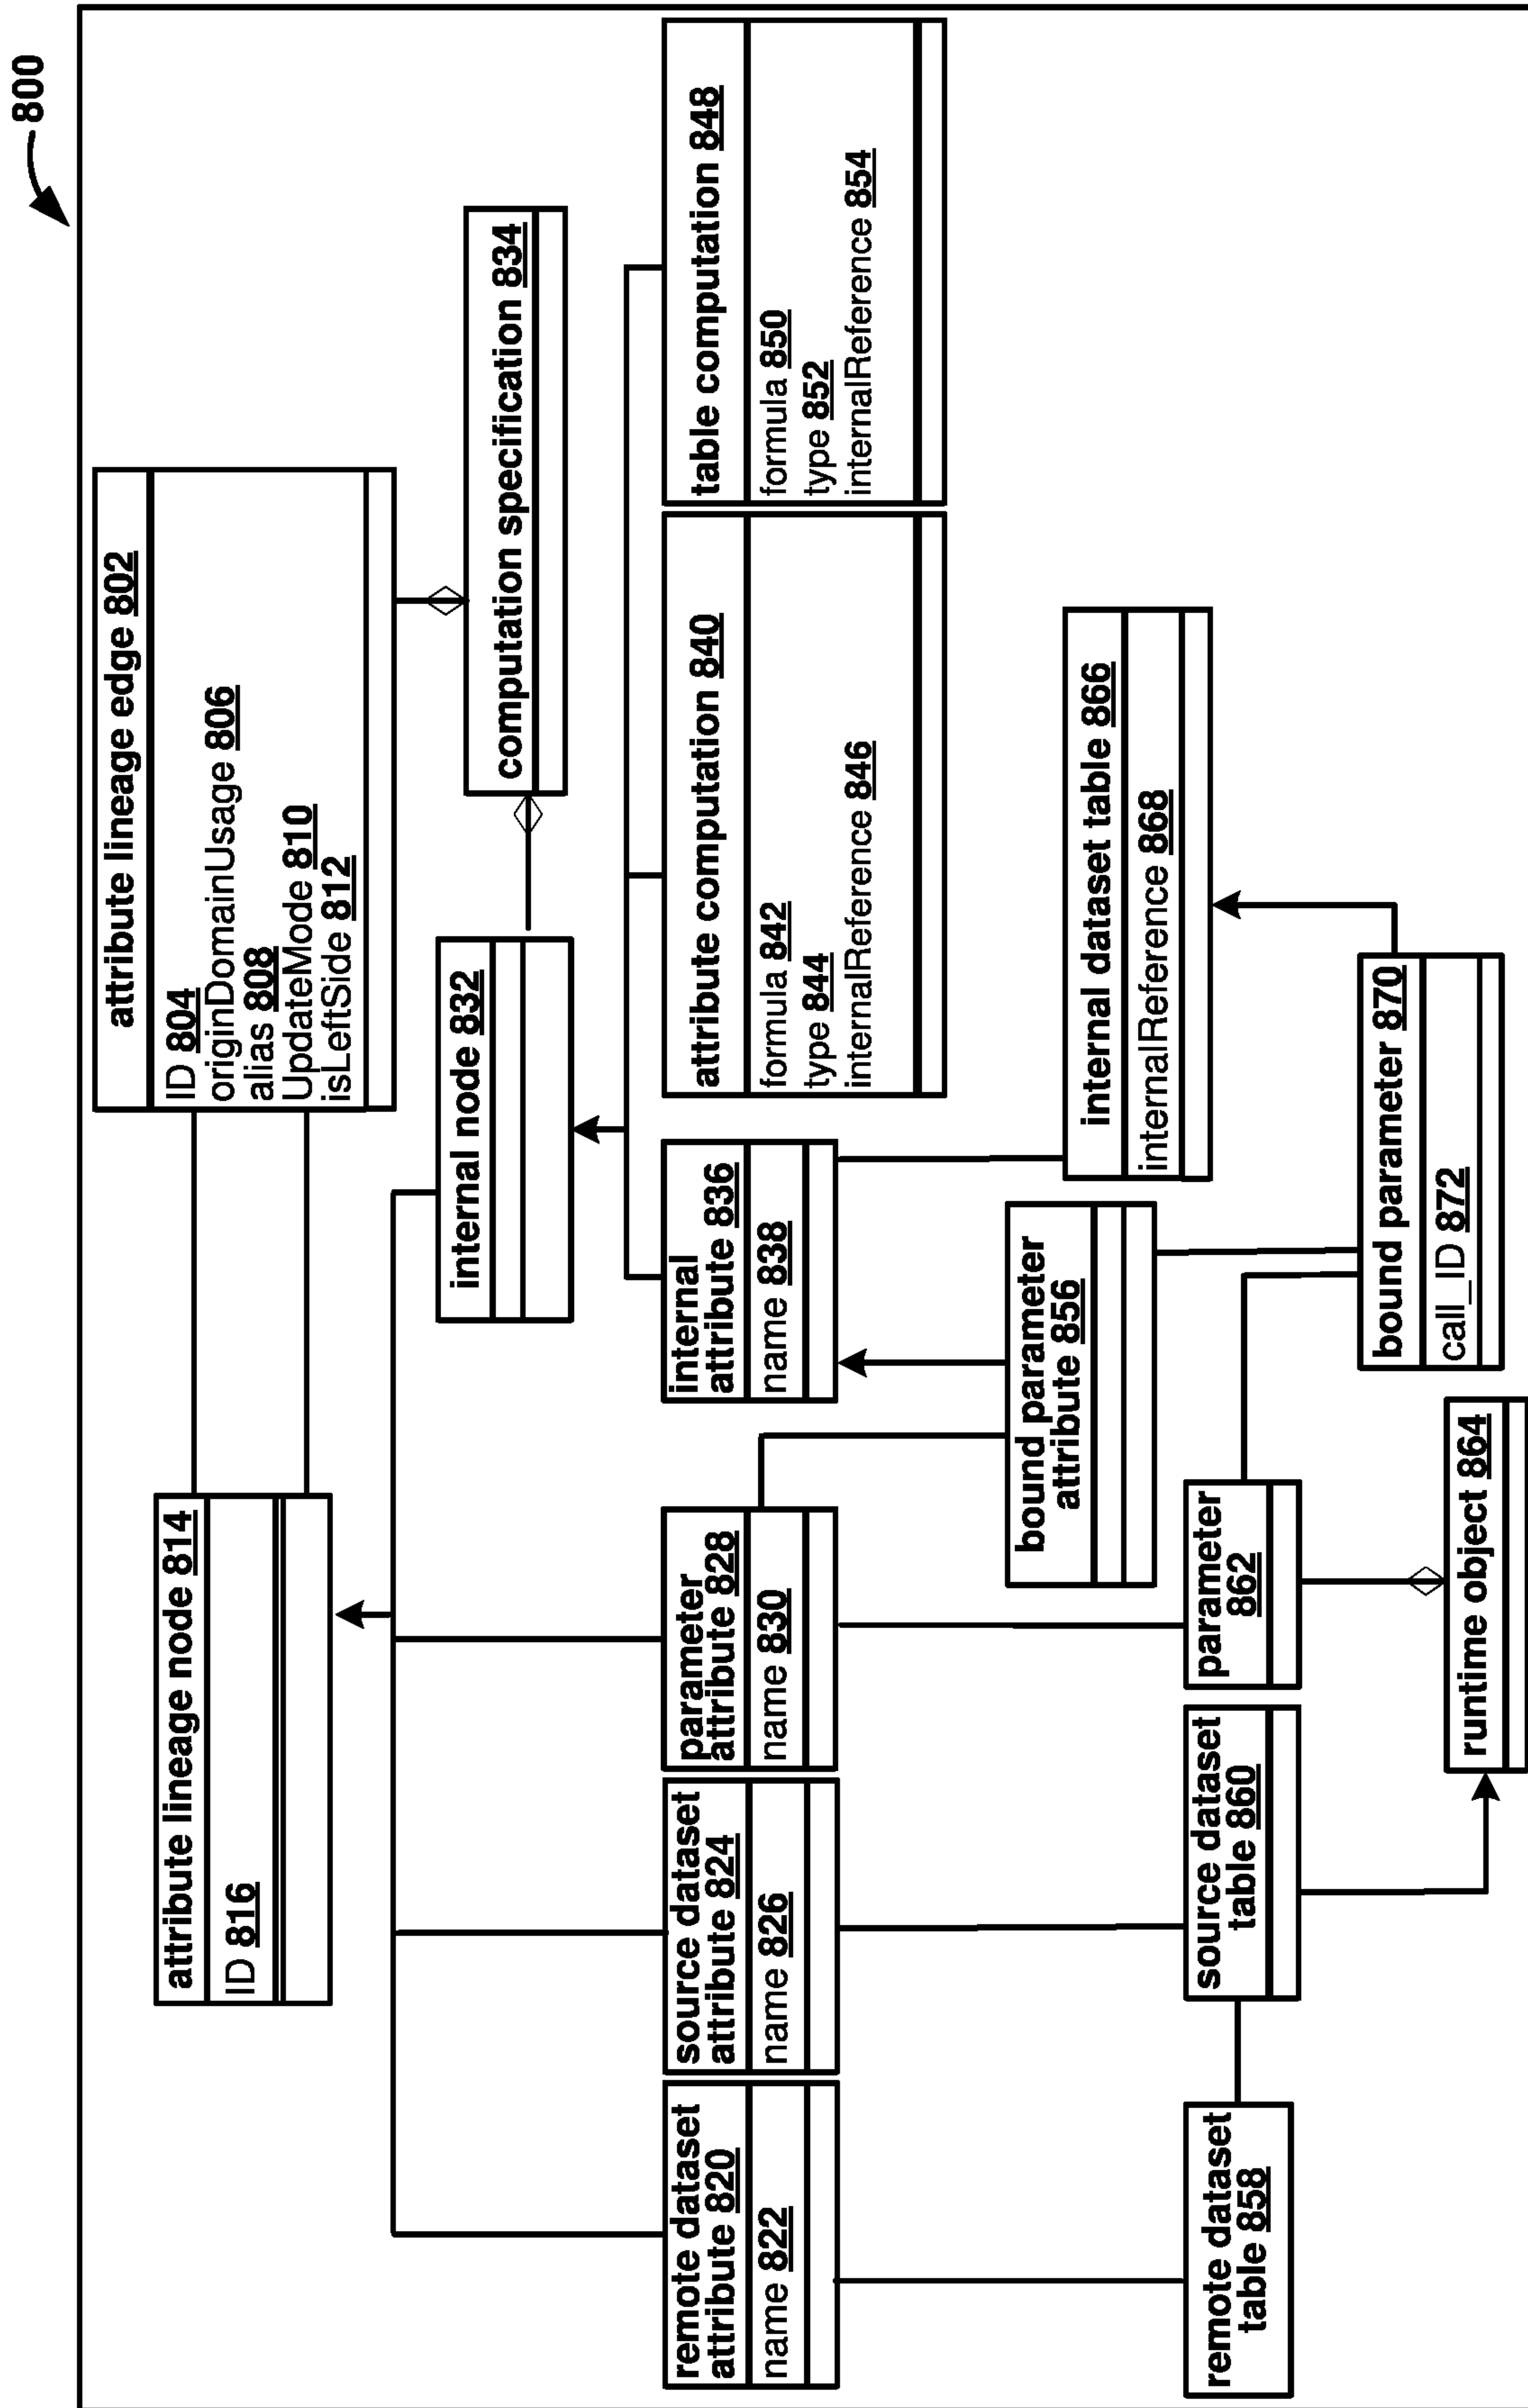 800
attribute lineage node 814
ID 816
attribute lineage edge 802
ID 804
originDomainUsage 806
alias 808
UpdateMode 810
isLeftSide 812
internal node 832
computation specification 834
remote dataset
attribute 820
name 822
source dataset
attribute 824
name 826
parameter
attribute 828
name 830
internal
attribute 836
name 838
attribute computation 840
formula 842
type 844
internalReference 846
table computation 848
formula 850
type 852
internalReference 854
bound parameter
attribute 856
internal dataset table 866
internalReference 868
remote dataset
table 858
source dataset
table 860
parameter
862
bound parameter 870
call_ID 872
runtime object 864